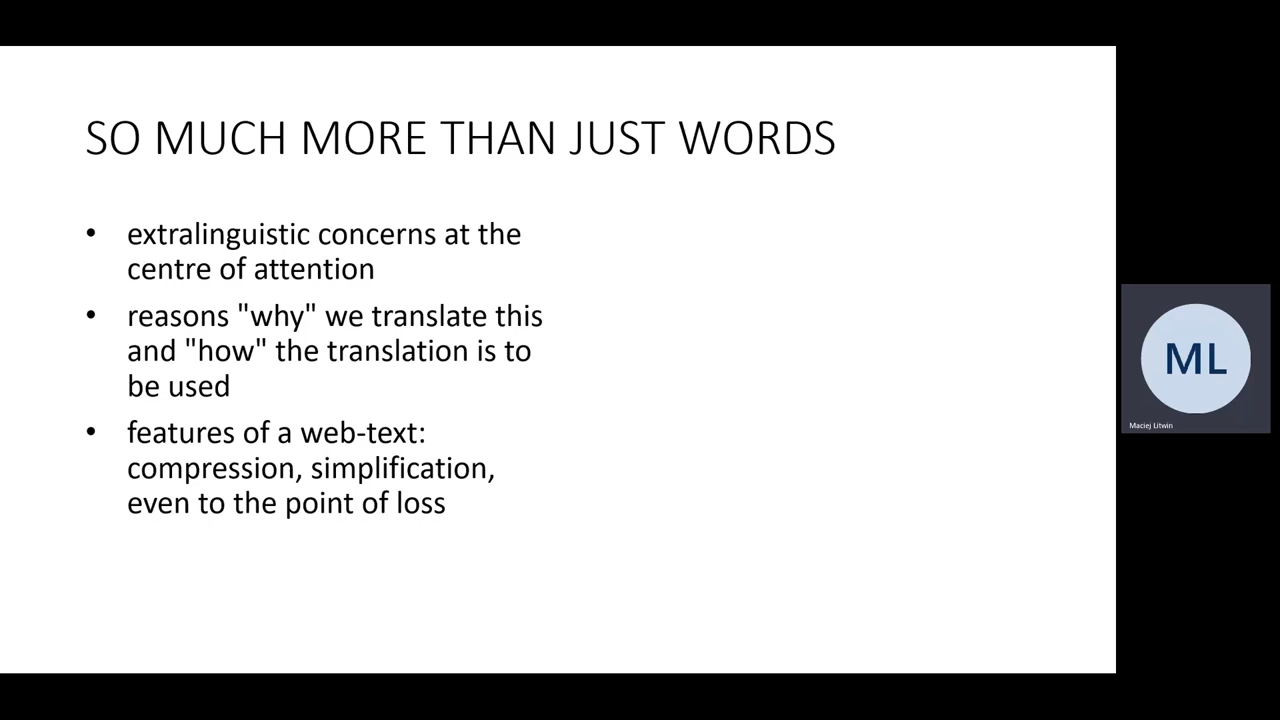 SO MUCH MORE THAN JUST WORDS
• extralinguistic concerns at the
centre of attention
• reasons "why" we translate this
and "how" the translation is to
be used
• features of a web-text:
compression, simplification,
even to the point of loss
ML
Maciej Litwin